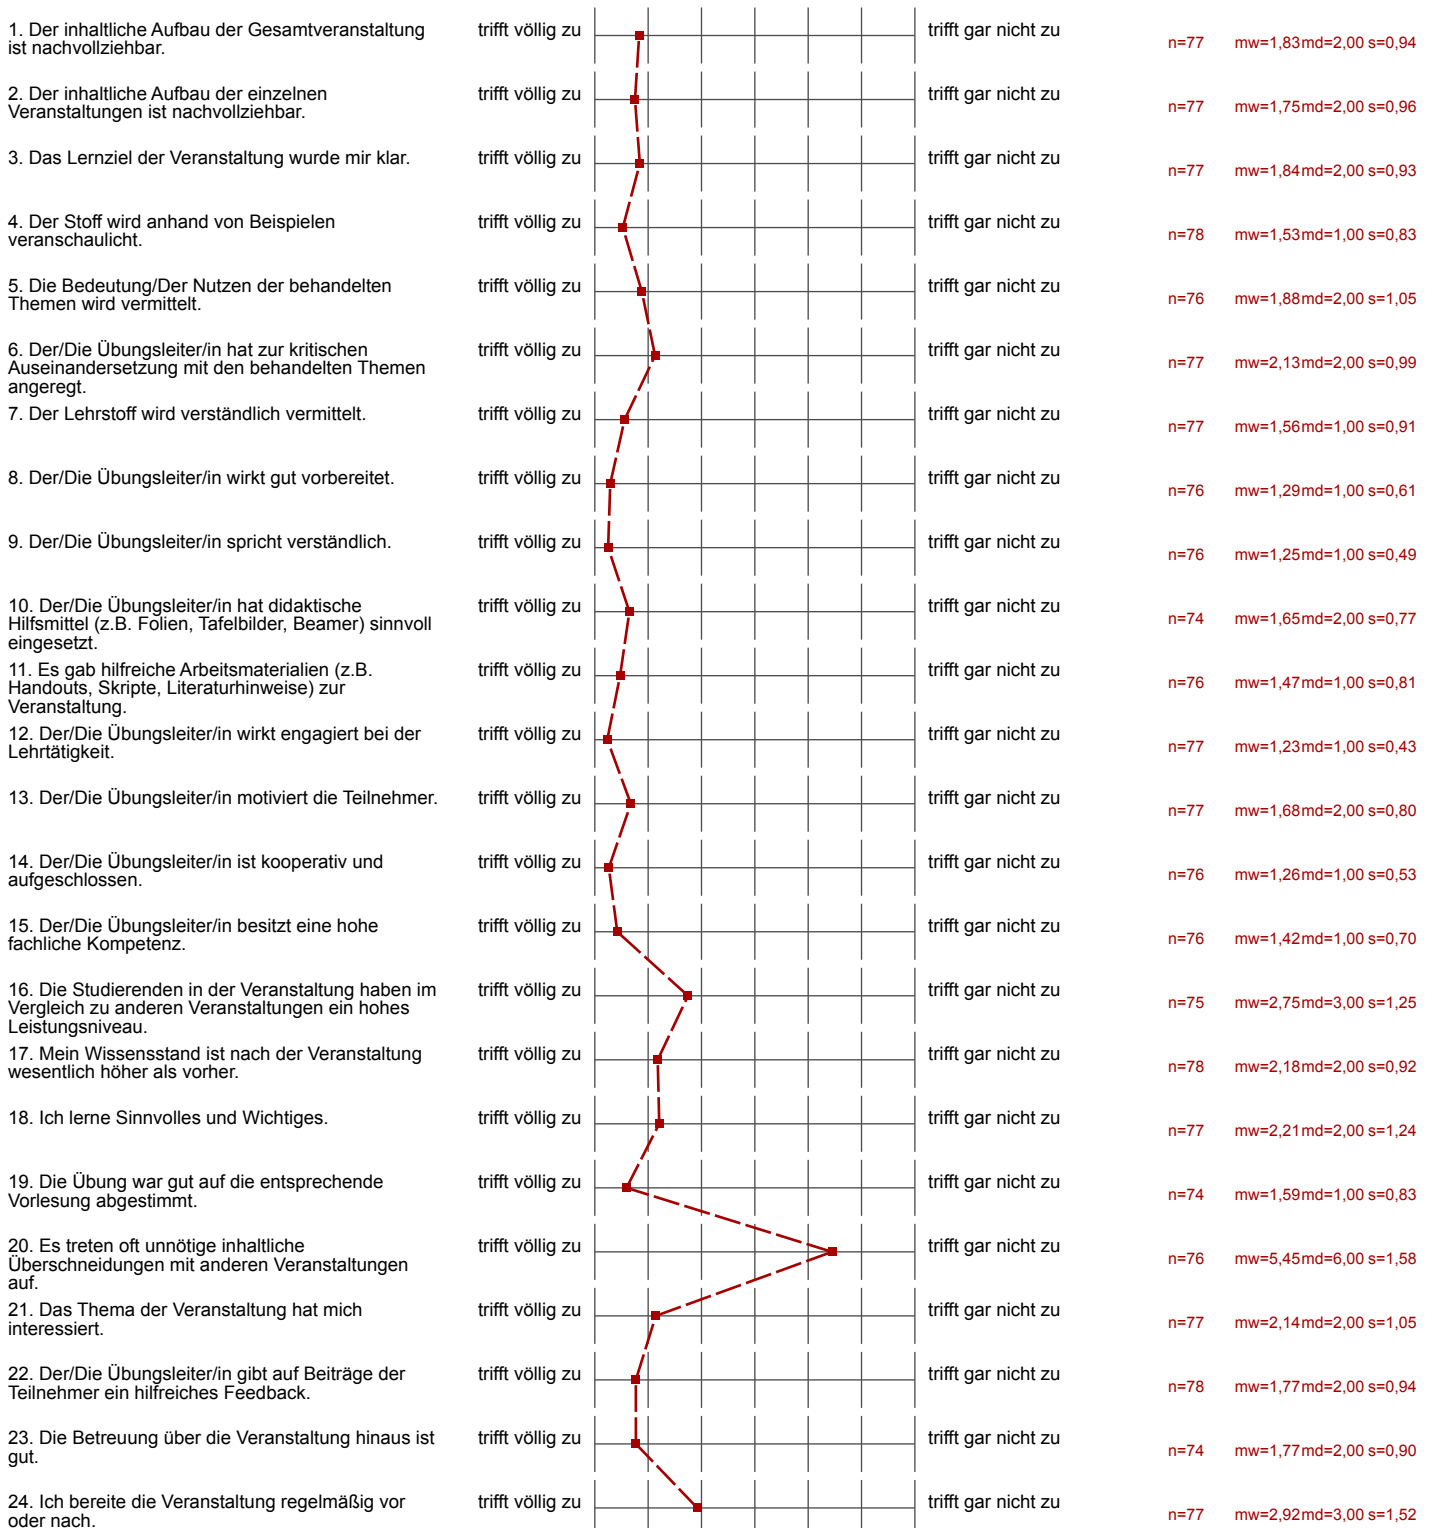 1. Der inhaltliche Aufbau der Gesamtveranstaltung
ist nachvollziehbar.
trifft völlig zu
trifft gar nicht zu
n=77 mw=1,83 md=2,00 s=0,94
2. Der inhaltliche Aufbau der einzelnen
Veranstaltungen ist nachvollziehbar.
trifft völlig zu
trifft gar nicht zu
n=77 mw=1,75 md=2,00 s=0,96
3. Das Lernziel der Veranstaltung wurde mir klar.
trifft völlig zu
trifft gar nicht zu
n=77 mw=1,84 md=2,00 s=0,93
4. Der Stoff wird anhand von Beispielen
veranschaulicht.
trifft völlig zu
trifft gar nicht zu
n=78 mw=1,53 md=1,00 s=0,83
5. Die Bedeutung/Der Nutzen der behandelten
Themen wird vermittelt.
trifft völlig zu
trifft gar nicht zu
n=76 mw=1,88 md=2,00 s=1,05
6. Der/Die Übungsleiter/in hat zur kritischen
Auseinandersetzung mit den behandelten Themen
angeregt.
trifft völlig zu
trifft gar nicht zu
n=77 mw=2,13 md=2,00 s=0,99
7. Der Lehrstoff wird verständlich vermittelt.
trifft völlig zu
trifft gar nicht zu
n=77 mw=1,56 md=1,00 s=0,91
8. Der/Die Übungsleiter/in wirkt gut vorbereitet.
trifft völlig zu
trifft gar nicht zu
n=76 mw=1,29 md=1,00 s=0,61
9. Der/Die Übungsleiter/in spricht verständlich.
trifft völlig zu
trifft gar nicht zu
n=76 mw=1,25 md=1,00 s=0,49
10. Der/Die Übungsleiter/in hat didaktische
Hilfsmittel (z.B. Folien, Tafelbilder, Beamer) sinnvoll
eingesetzt.
trifft völlig zu
trifft gar nicht zu
n=74 mw=1,65 md=2,00 s=0,77
11. Es gab hilfreiche Arbeitsmaterialien (z.B.
Handouts, Skripte, Literaturhinweise) zur
Veranstaltung.
trifft völlig zu
trifft gar nicht zu
n=76 mw=1,47 md=1,00 s=0,81
12. Der/Die Übungsleiter/in wirkt engagiert bei der
Lehrtätigkeit.
trifft völlig zu
trifft gar nicht zu
n=77 mw=1,23 md=1,00 s=0,43
13. Der/Die Übungsleiter/in motiviert die Teilnehmer.
trifft völlig zu
trifft gar nicht zu
n=77 mw=1,68 md=2,00 s=0,80
14. Der/Die Übungsleiter/in ist kooperativ und
aufgeschlossen.
trifft völlig zu
trifft gar nicht zu
n=76 mw=1,26 md=1,00 s=0,53
15. Der/Die Übungsleiter/in besitzt eine hohe
fachliche Kompetenz.
trifft völlig zu
trifft gar nicht zu
n=76 mw=1,42 md=1,00 s=0,70
16. Die Studierenden in der Veranstaltung haben im
Vergleich zu anderen Veranstaltungen ein hohes
Leistungsniveau.
trifft völlig zu
trifft gar nicht zu
n=75 mw=2,75 md=3,00 s=1,25
17. Mein Wissensstand ist nach der Veranstaltung
wesentlich höher als vorher.
trifft völlig zu
trifft gar nicht zu
n=78 mw=2,18 md=2,00 s=0,92
18. Ich lerne Sinnvolles und Wichtiges.
trifft völlig zu
trifft gar nicht zu
n=77 mw=2,21 md=2,00 s=1,24
19. Die Übung war gut auf die entsprechende
Vorlesung abgestimmt.
trifft völlig zu
trifft gar nicht zu
n=74 mw=1,59 md=1,00 s=0,83
20. Es treten oft unnötige inhaltliche
Überschneidungen mit anderen Veranstaltungen
auf.
trifft völlig zu
trifft gar nicht zu
n=76 mw=5,45 md=6,00 s=1,58
21. Das Thema der Veranstaltung hat mich
interessiert.
trifft völlig zu
trifft gar nicht zu
n=77 mw=2,14 md=2,00 s=1,05
22. Der/Die Übungsleiter/in gibt auf Beiträge der
Teilnehmer ein hilfreiches Feedback.
trifft völlig zu
trifft gar nicht zu
n=78 mw=1,77 md=2,00 s=0,94
23. Die Betreuung über die Veranstaltung hinaus ist
gut.
trifft völlig zu
trifft gar nicht zu
n=74 mw=1,77 md=2,00 s=0,90
24. Ich bereite die Veranstaltung regelmäßig vor
oder nach.
trifft völlig zu
trifft gar nicht zu
n=77 mw=2,92 md=3,00 s=1,52